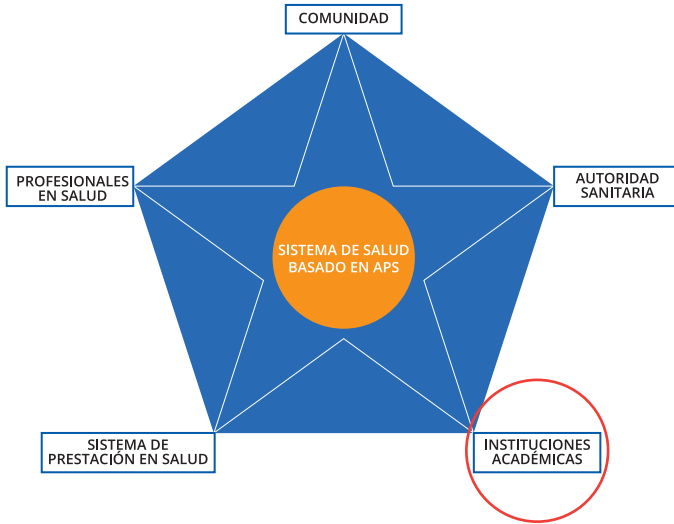 COMUNIDAD
PROFESIONALES
EN SALUD
AUTORIDAD
SANITARIA
SISTEMA DE SALUD
BASADO EN APS
SISTEMA DE
PRESTACIÓN EN SALUD
INSTITUCIONES
ACADÉMICAS